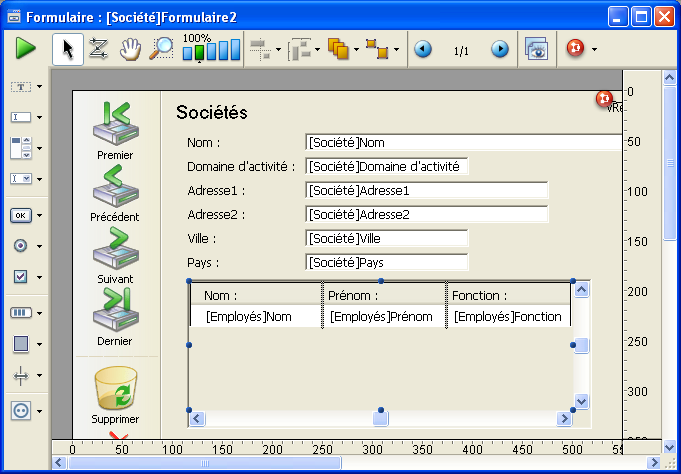 Formulaire : [Société]Formulaire2
100%
1/1
T
I
I
OK
Premier
Précédent
Suivant
Dernier
Supprimer
Sociétés
Nom : [Société]Nom
Domaine d'activité : [Société]Domaine d'activité
Adresse1 : [Société]Adresse1
Adresse2 : [Société]Adresse2
Ville : [Société]Ville
Pays : [Société]Pays
Nom : Prénom : Fonction :
[Employés]Nom [Employés]Prénom [Employés]Fonction
0
50
100
150
200
250
300
0 50 100 150 200 250 300 350 400 450 500 55